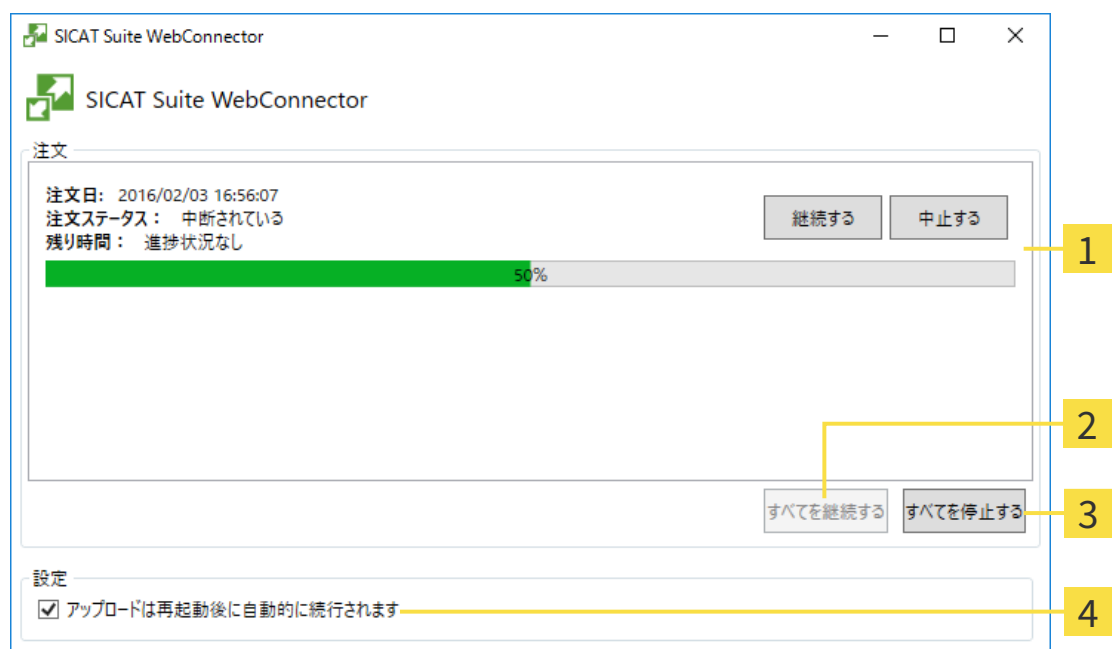 SICAT Suite WebConnector
SICAT Suite WebConnector
注文
注文日: 2016/02/03 16:56:07
注文ステータス： 中断されている
残り時間： 進捗状況なし
継続する 中止する
50%
1
2
すべてを継続する すべてを停止する
3
設定
アップロードは再起動後に自動的に続行されます
4